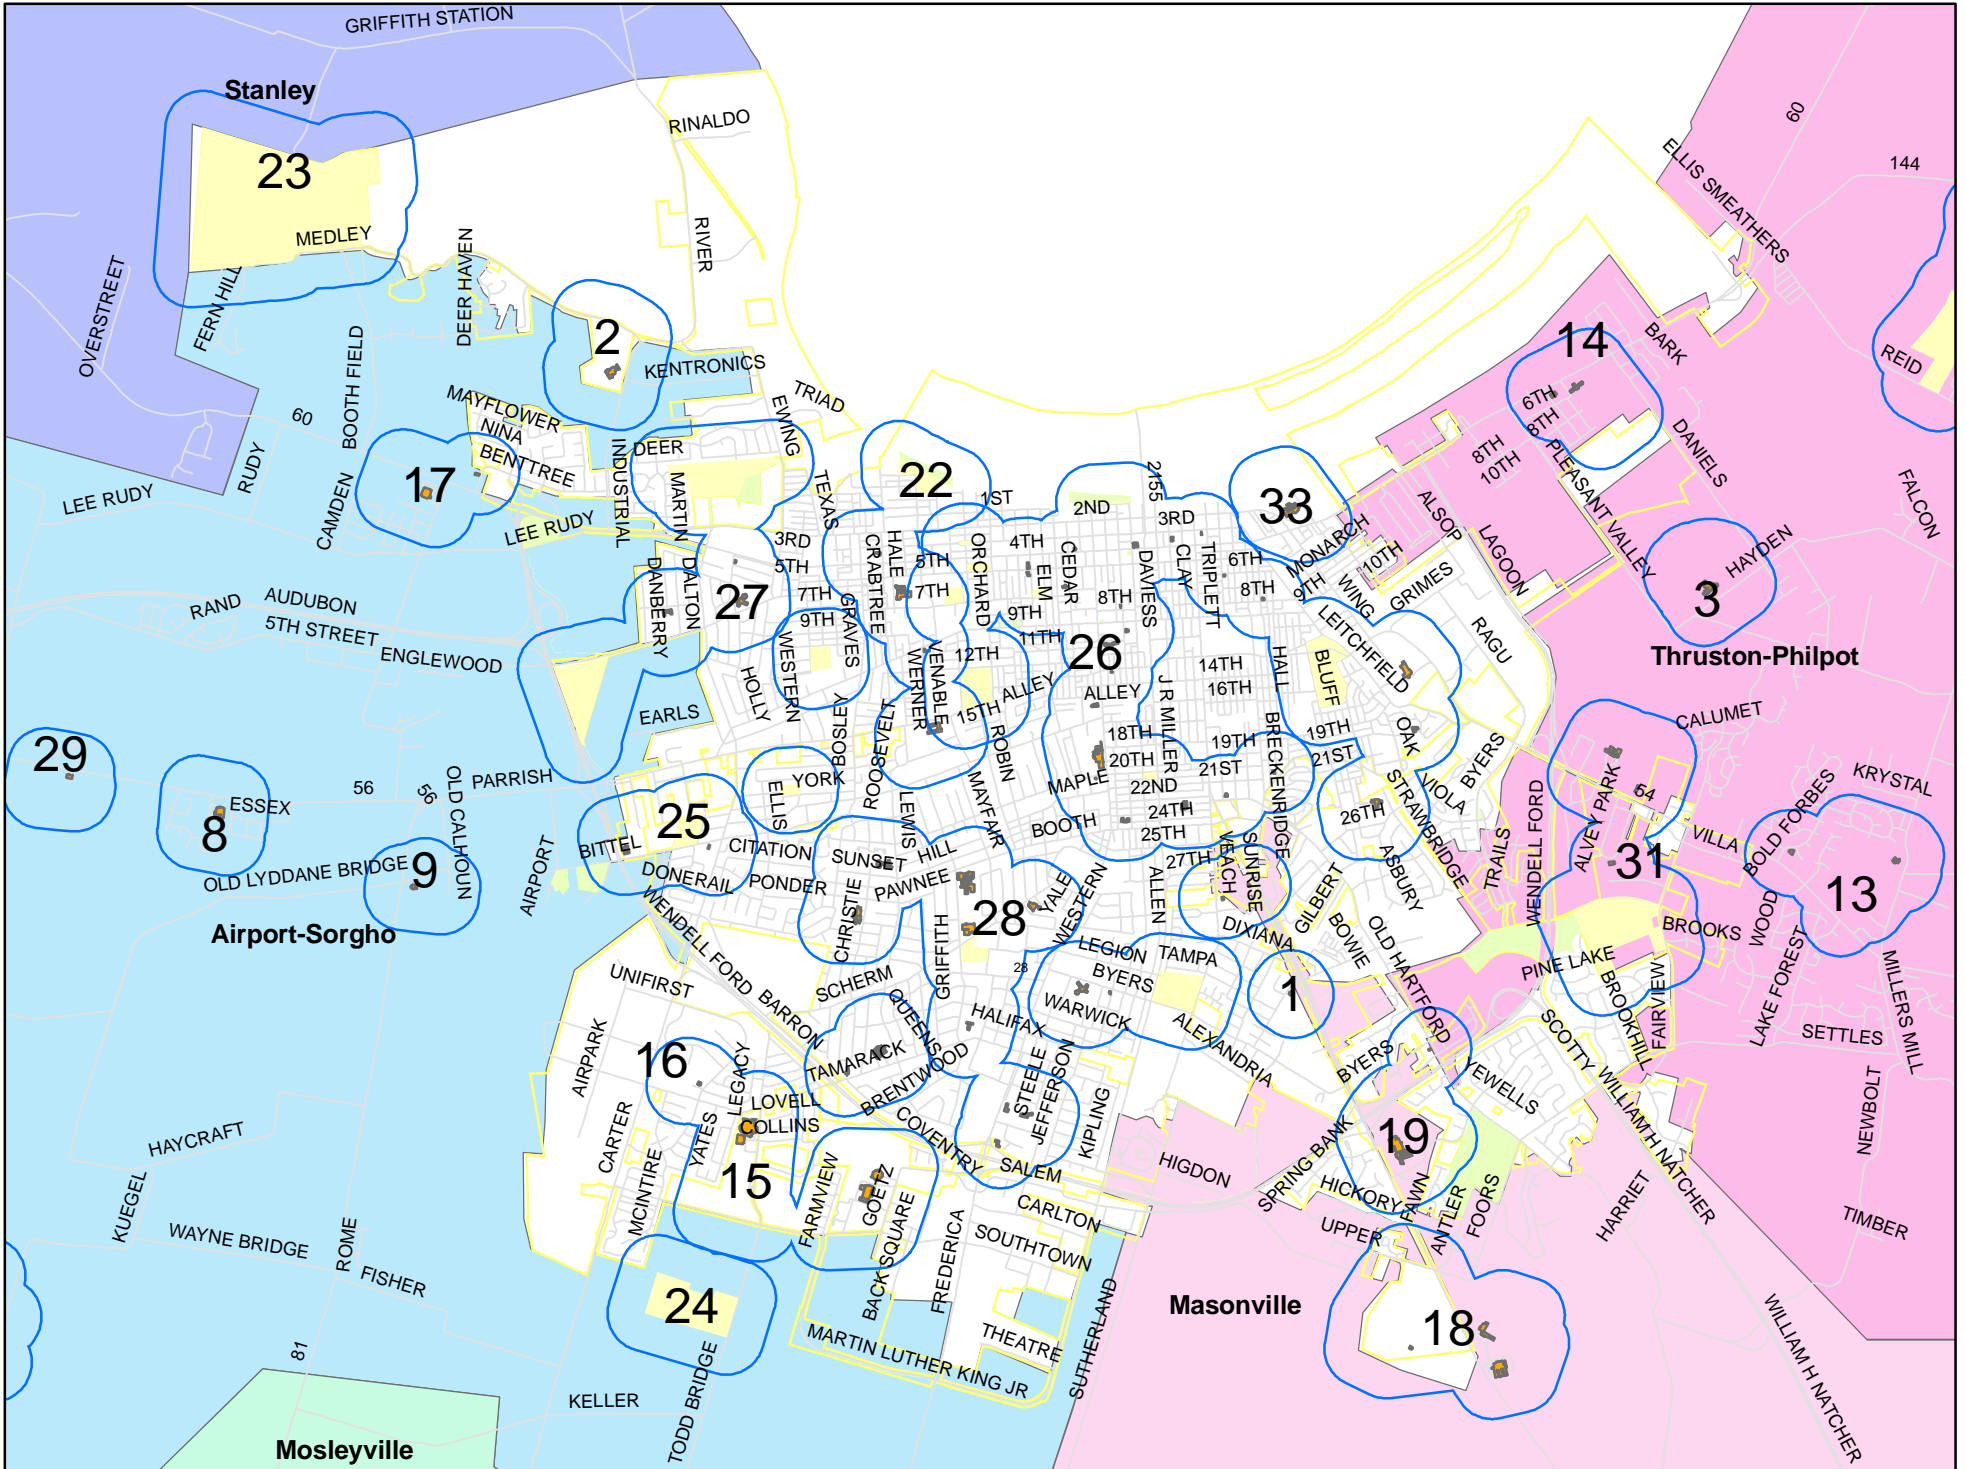 GRIFFITH STATION
Stanley
60
RINALDO
ELLIS SMEATHERS
144
23
MEDLEY
RIVER
OVERSTREET
FERN HILL
DEER HAVEN
BOOTH FIELD
2
KENTRONICS
14
BARK
REID
TRIAD
EWING
MAYFLOWER
NINA
BENTTREE
60
RUDY
6TH
8TH
8TH
10TH
DANIELS
PLEASANT VALLEY
INDUSTRIAL
DEER
MARTIN
TEXAS
22
1ST
2ND
2155
3RD
33
17
LEE RUDY
CAMDEN
LEE RUDY
ALSOP
LAGOON
FALCON
3RD
5TH
7TH
9TH
CRABTREE
HALE
5TH
7TH
ORCHARD
4TH
ELM
CEDAR
9TH
8TH
11TH
DAVIESS
CLAY
TRIPLETT
6TH
8TH
MONARCH
9TH
10TH
WING
GRIMES
HAYDEN
3
Thruston-Philpot
RAND
AUDUBON
5TH STREET
ENGLEWOOD
DANBERRY
DALTON
27
GRAVES
WESTERN
HOLLY
WERNER
VENABLE
12TH
ALLEY
15TH
26
ALLEY
J R MILLER
14TH
16TH
HALL
BLUFF
LEITCHFIELD
RAGU
EARLS
BOSLEY
ROOSEVELT
ROBIN
18TH
20TH
MAPLE
22ND
19TH
21ST
BRECKENRIDGE
19TH
21ST
OAK
BYERS
CALUMET
29
8
ESSEX
56
56
PARRISH
OLD CALHOUN
25
ELLIS
YORK
LEWIS
MAYFAIR
BOOTH
24TH
25TH
26TH
VIOLA
STRAWBRIDGE
54
ALVEY PARK
WENDELL FORD
VILLA
BOLD FORBES
KRYSTAL
9
OLD LYDDANE BRIDGE
AIRPORT
BITTEL
CITATION
DONERAIL
PONDER
SUNSET
HILL
PAWNEE
CHRISTIE
27TH
VEACH
SUNRISE
ALLEN
ASBURY
TRAILS
31
13
Airport-Sorgho
WENDELL FORD
GRIFFITH
28
YALE
WESTERN
DIXIANA
GILBERT
BOWIE
OLD HARTFORD
BROOKS
WOOD
LAKE FOREST
MILLERS MILL
UNIFIRST
BARRON
SCHERM
QUEENS
28
LEGION
TAMPA
BYERS
WARWICK
HALIFAX
ALEXANDRIA
1
PINE LAKE
BROOKHILL
FAIRVIEW
SCOTTY
SETTLES
AIRPARK
16
LEGACY
TAMARACK
BRENTWOOD
STEELE
JEFFERSON
KIPLING
BYERS
YEWELLS
WILLIAM H NATCHER
NEWBOLT
HAYCRAFT
CARTER
YATES
LOVELL
COLLINS
COVENTRY
SALEM
HIGDON
SPRING BANK
19
HICKORY
FAWN
ANTLER
FOORS
HARRIET
TIMBER
KUEGEL
WAYNE BRIDGE
ROME
MCINTIRE
15
FARMVIEW
GOETZ
BACK SQUARE
FREDERICA
CARLTON
SOUTHTOWN
UPPER
FISHER
24
Masonville
18
SUTHERLAND
THEATRE
MARTIN LUTHER KING JR
WILLIAM H NATCHER
81
KELLER
TODD BRIDGE
Mosleyville